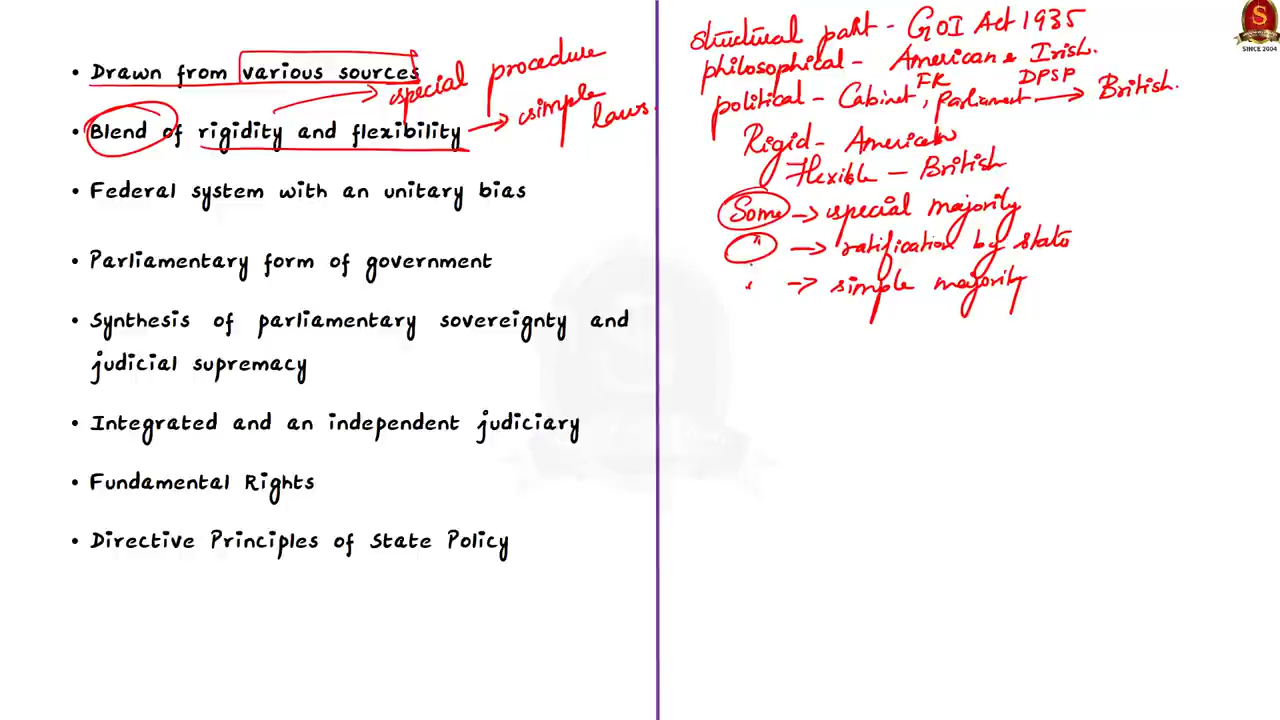 • Drawn from various sources
special procedure
• Blend of rigidity and flexibility → simple laws.
• Federal system with an unitary bias
• Parliamentary form of government
• Synthesis of parliamentary sovereignty and
judicial supremacy
• Integrated and an independent judiciary
• Fundamental Rights
• Directive Principles of State Policy
structural part - GOI Act 1935
philosophical - American & Irish.
FR DPSP
political - Cabinet, parliament → British.
Rigid - American
Flexible - British
Some → special majority
" → ratification by state
→ simple majority
S
SINCE 2004